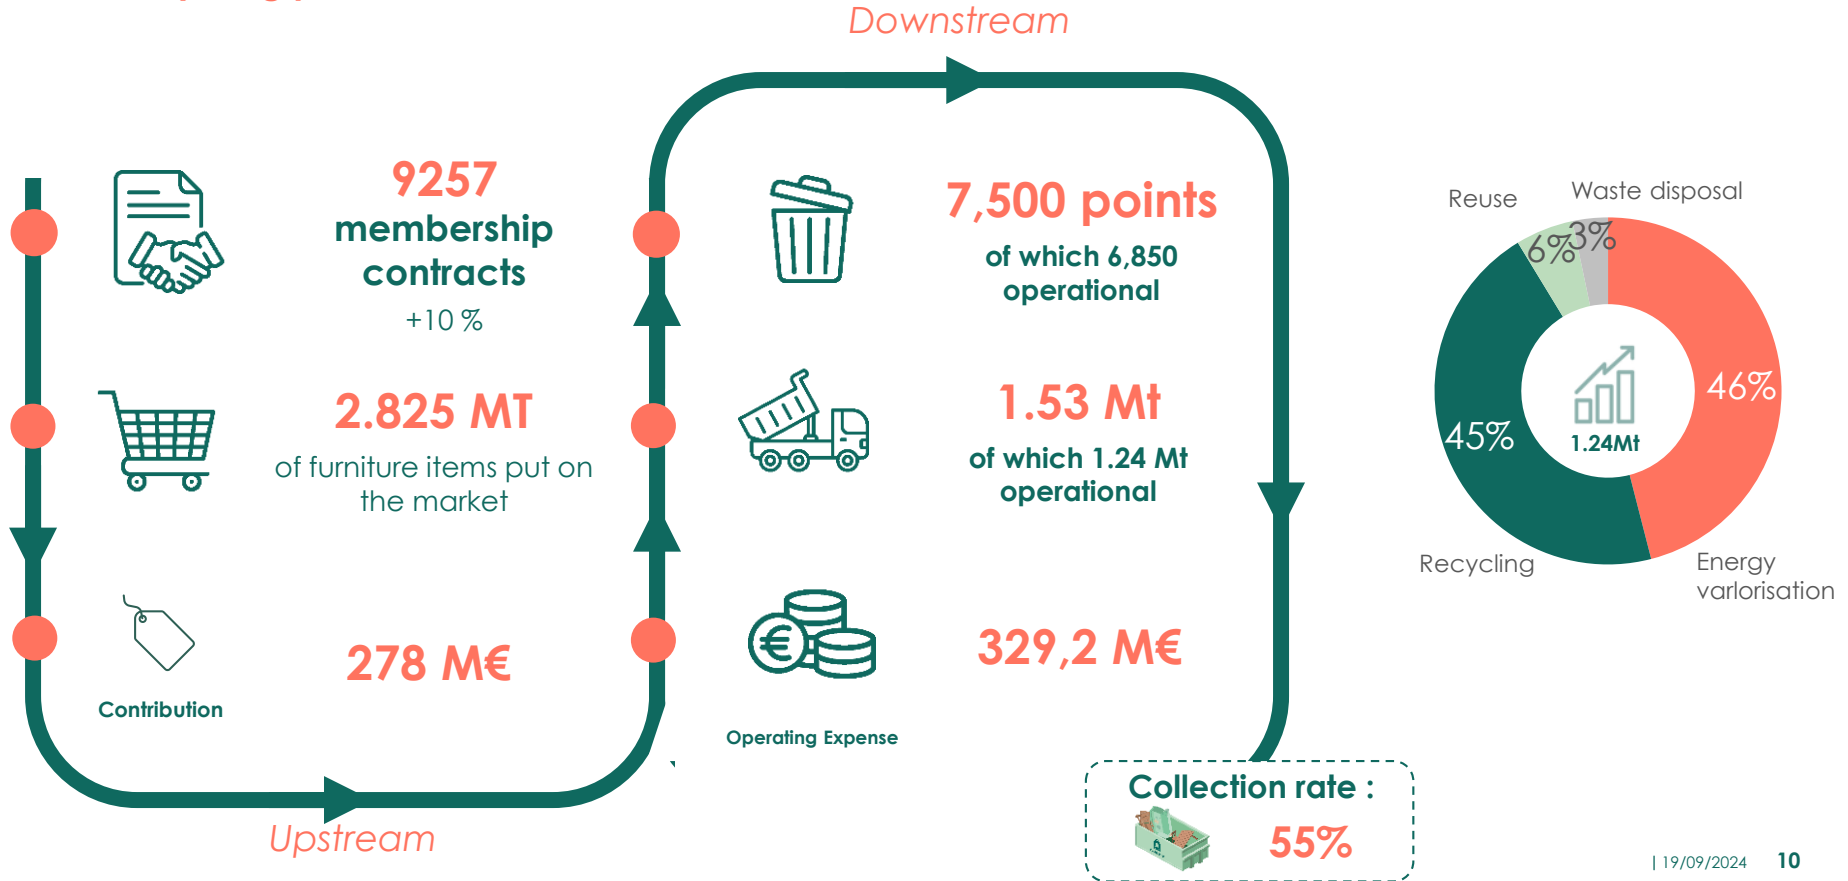 Downstream
9257
membership
contracts
+10 %
2.825 MT
of furniture items put on
the market
278 M€
Contribution
Upstream
7,500 points
of which 6,850
operational
1.53 Mt
of which 1.24 Mt
operational
329,2 M€
Operating Expense
Collection rate :
55%
Reuse
Waste disposal
6%
3%
46%
45%
1.24Mt
Recycling
Energy
varlorisation
| 19/09/2024
10